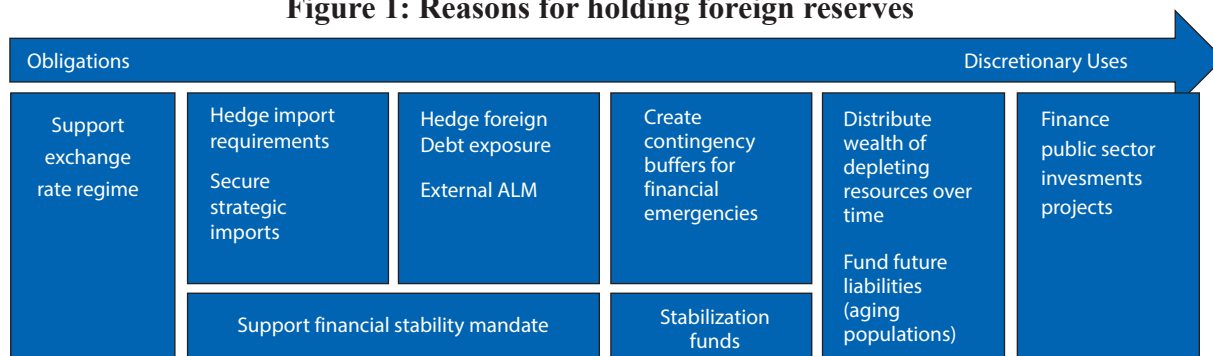 Figure 1: Reasons for holding foreign reserves
Obligations
Discretionary Uses
Support
exchange
rate regime
Hedge import
requirements
Secure
strategic
imports
Hedge foreign
Debt exposure
External ALM
Support financial stability mandate
Create
contingency
buffers for
financial
emergencies
Stabilization
funds
Distribute
wealth of
depleting
resources over
time
Fund future
liabilities
(aging
populations)
Finance
public sector
invesments
projects